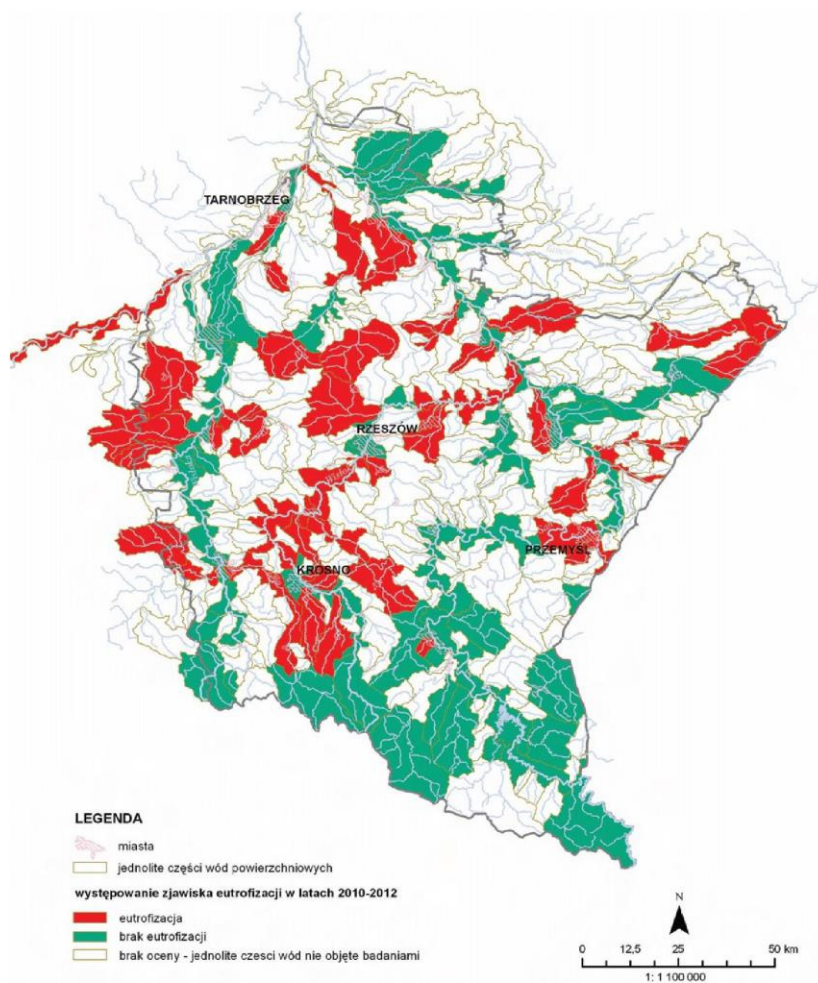 TARNOBRZEG
RZESZÓW
PRZEMYŚL
KROSNO
LEGENDA
miasta
jednolite części wód powierzchniowych
występowanie zjawiska eutrofizacji w latach 2010-2012
eutrofizacja
brak eutrofizacji
brak oceny - jednolite czesci wód nie objęte badaniami
N
0 12,5 25 50 km
1: 1 100 000